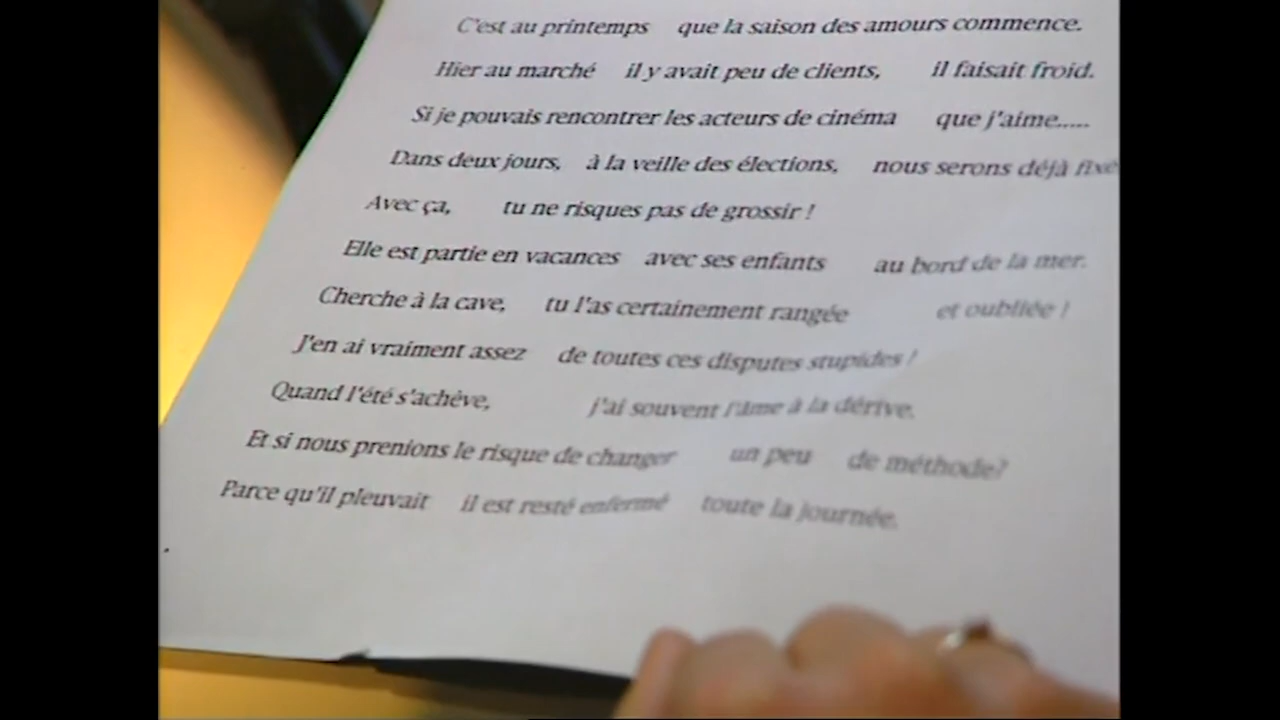 C'est au printemps que la saison des amours commence.
Hier au marché il y avait peu de clients, il faisait froid.
Si je pouvais rencontrer les acteurs de cinéma que j'aime.....
Dans deux jours, à la veille des élections, nous serons déjà
Avec ça, tu ne risques pas de grossir !
Elle est partie en vacances avec ses enfants au bord de la mer.
Cherche à la cave, tu l'as certainement rangée et oubliée !
J'en ai vraiment assez de toutes ces disputes stupides !
Quand l'été s'achève, j'ai souvent l'âme à la dérive.
Et si nous prenions le risque de changer un peu de méthode?
Parce qu'il pleuvait il est resté enfermé toute la journée.